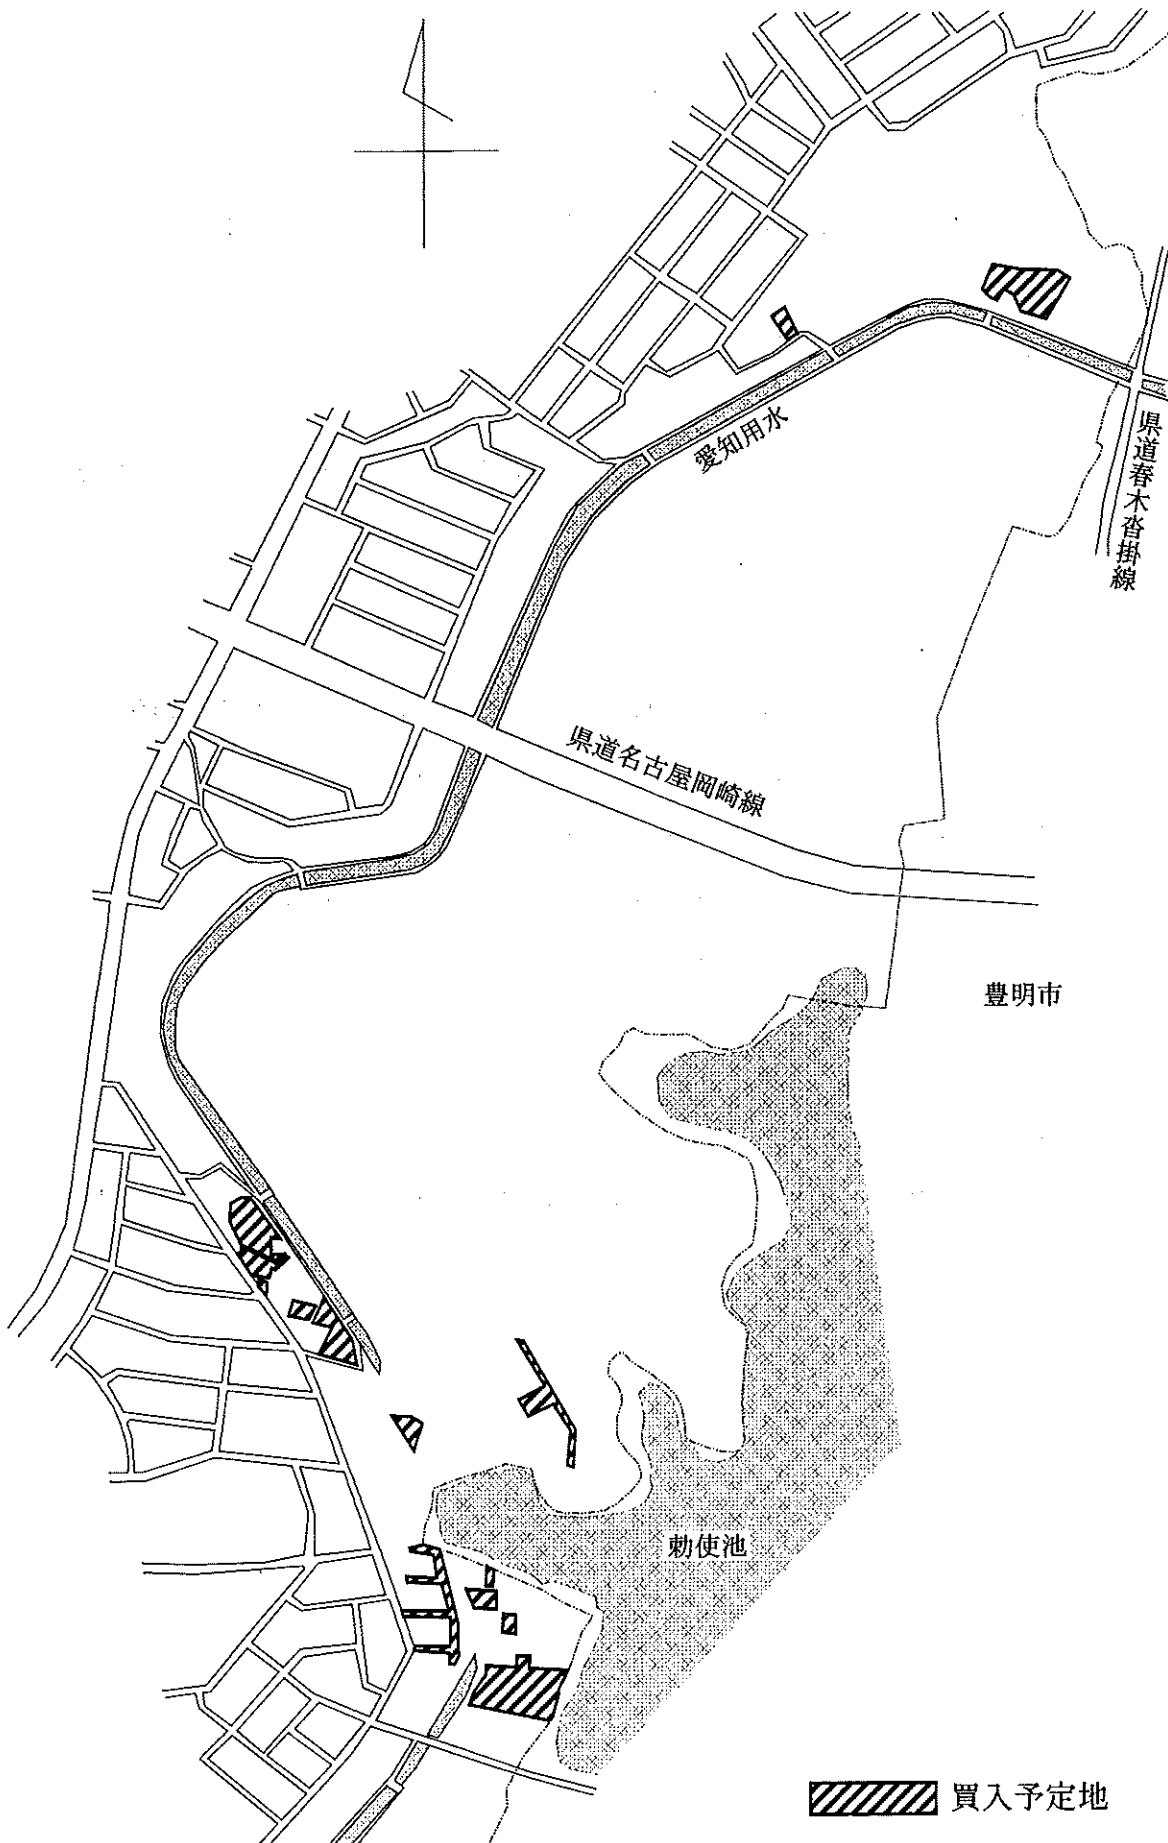 愛知用水
県道春木沓掛線
県道名古屋岡崎線
豊明市
勅使池
買入予定地